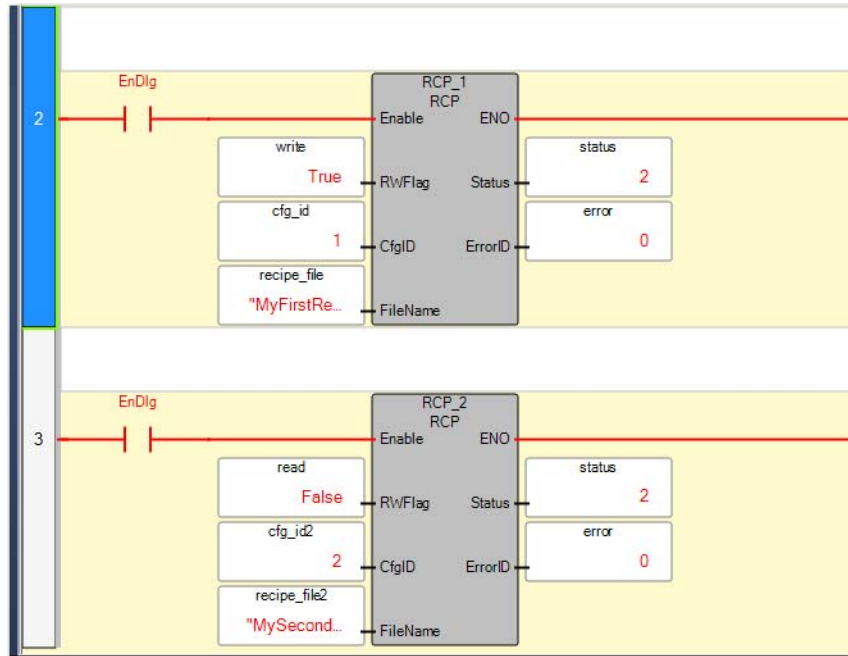 2
EnDlg
RCP_1
RCP
Enable ENO
write
True
RWFlag
status
2
Status
cfg_id
1
CfgID
error
0
ErrorID
recipe_file
"MyFirstRe...
FileName
3
EnDlg
RCP_2
RCP
Enable ENO
read
False
RWFlag
status
2
Status
cfg_id2
2
CfgID
error
0
ErrorID
recipe_file2
"MySecond...
FileName